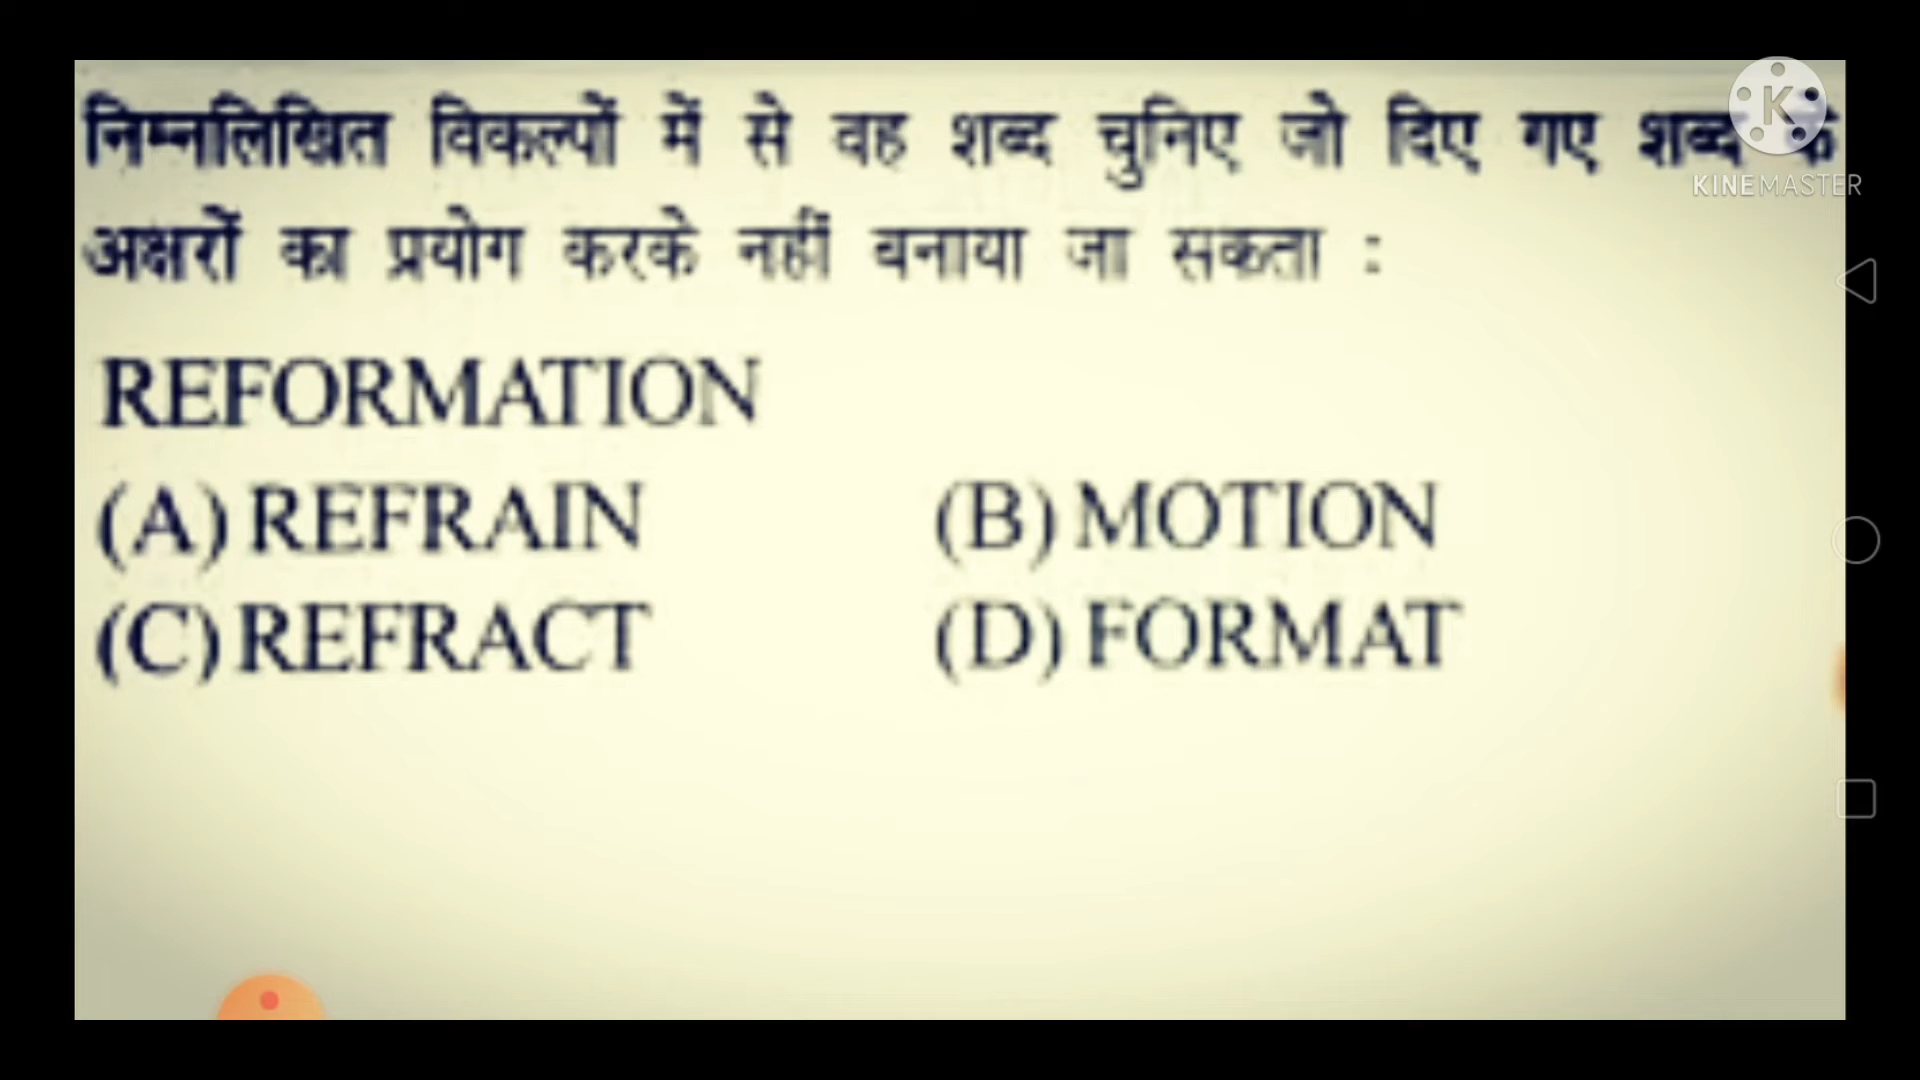 निम्नलिखित विकल्पों में से वह शब्द चुनिए जो दिए गए शब्द के
K
KINEMASTER
अक्षरों का प्रयोग करके नहीं बनाया जा सकता :
REFORMATION
(A) REFRAIN (B) MOTION
(C) REFRACT (D) FORMAT